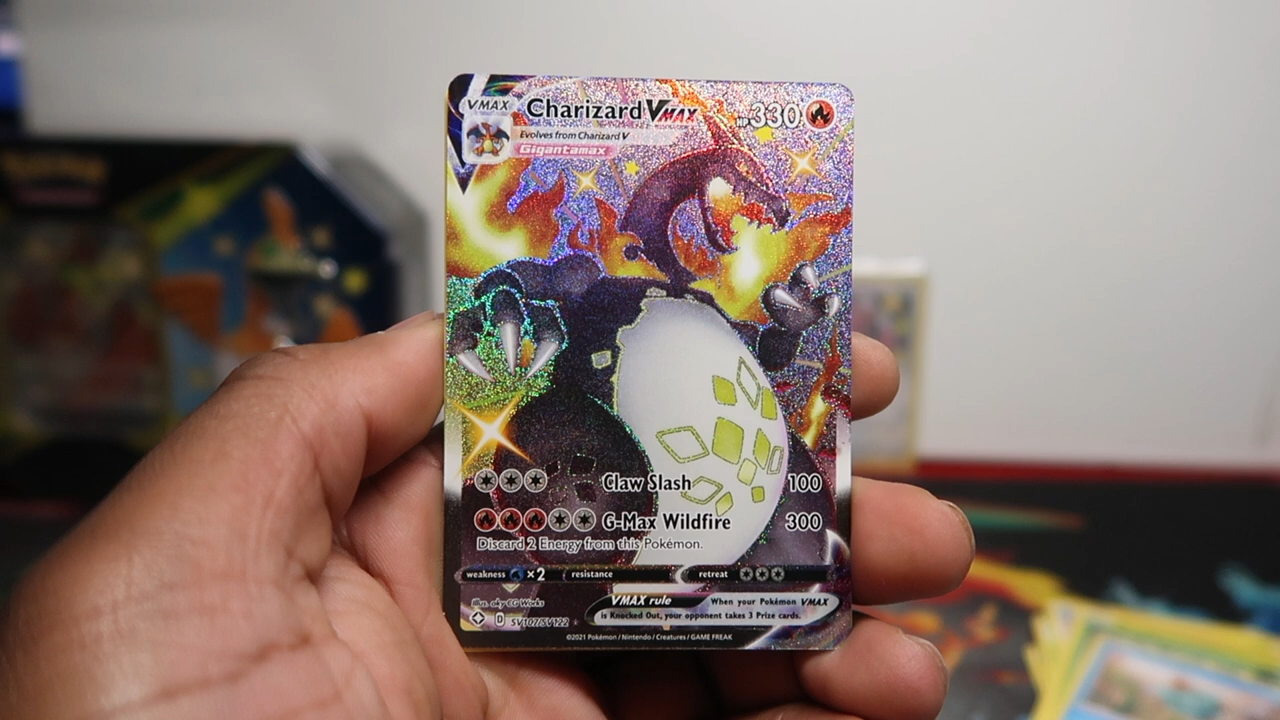 VMAX Charizard VMAX HP 330
Evolves from Charizard V
Gigantamax
Claw Slash 100
G-Max Wildfire 300
Discard 2 Energy from this Pokémon.
weakness ×2 resistance retreat
Illus. aky CG Works
VMAX rule When your Pokémon VMAX
is Knocked Out, your opponent takes 3 Prize cards.
D SV107/SV122
©2021 Pokémon / Nintendo / Creatures / GAME FREAK